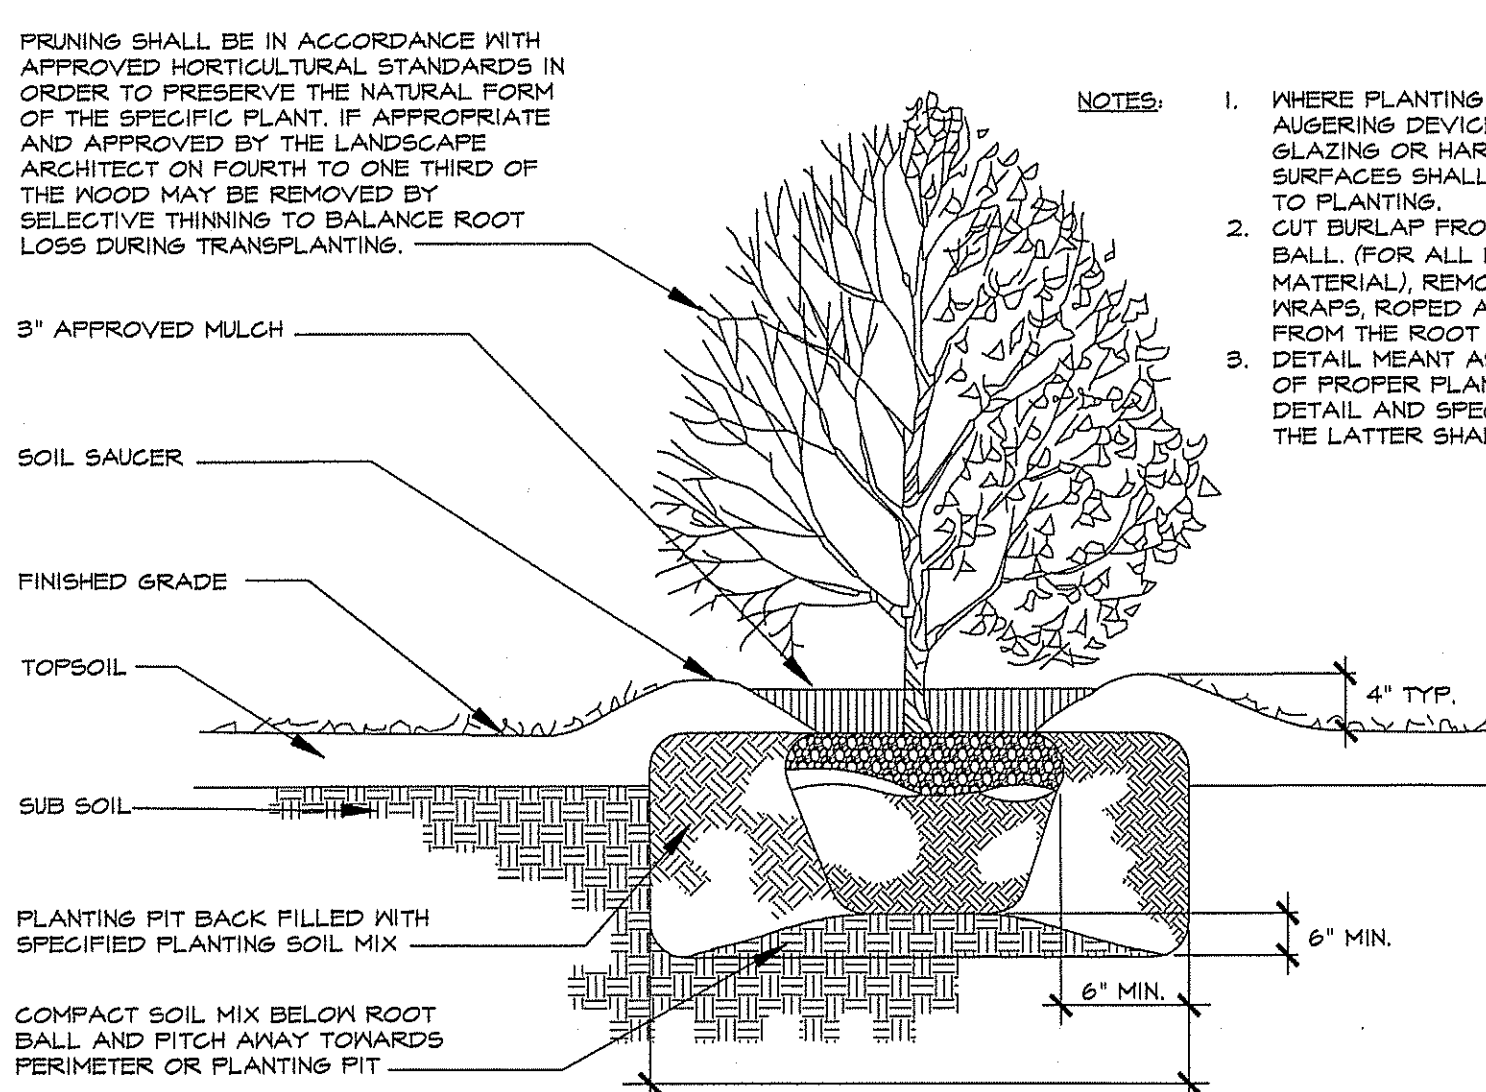 PRUNING SHALL BE IN ACCORDANCE WITH
APPROVED HORTICULTURAL STANDARDS IN
ORDER TO PRESERVE THE NATURAL FORM
OF THE SPECIFIC PLANT. IF APPROPRIATE
AND APPROVED BY THE LANDSCAPE
ARCHITECT ON FOURTH TO ONE THIRD OF
THE WOOD MAY BE REMOVED BY
SELECTIVE THINNING TO BALANCE ROOT
LOSS DURING TRANSPLANTING.
3" APPROVED MULCH
SOIL SAUCER
FINISHED GRADE
TOPSOIL
SUB SOIL
PLANTING PIT BACK FILLED WITH
SPECIFIED PLANTING SOIL MIX
COMPACT SOIL MIX BELOW ROOT
BALL AND PITCH AWAY TOWARDS
PERIMETER OR PLANTING PIT
NOTES:
1. WHERE PLANTING
AUGERING
GLAZING OR
SURFACES SHALL
TO PLANTING.
2. CUT BURLAP
BALL. (FOR ALL
MATERIAL),
WRAPS, ROPED
FROM THE ROOT
3. DETAIL MEANT
OF PROPER
DETAIL AND
THE LATTER
4" TYP.
6" MIN.
6" MIN.